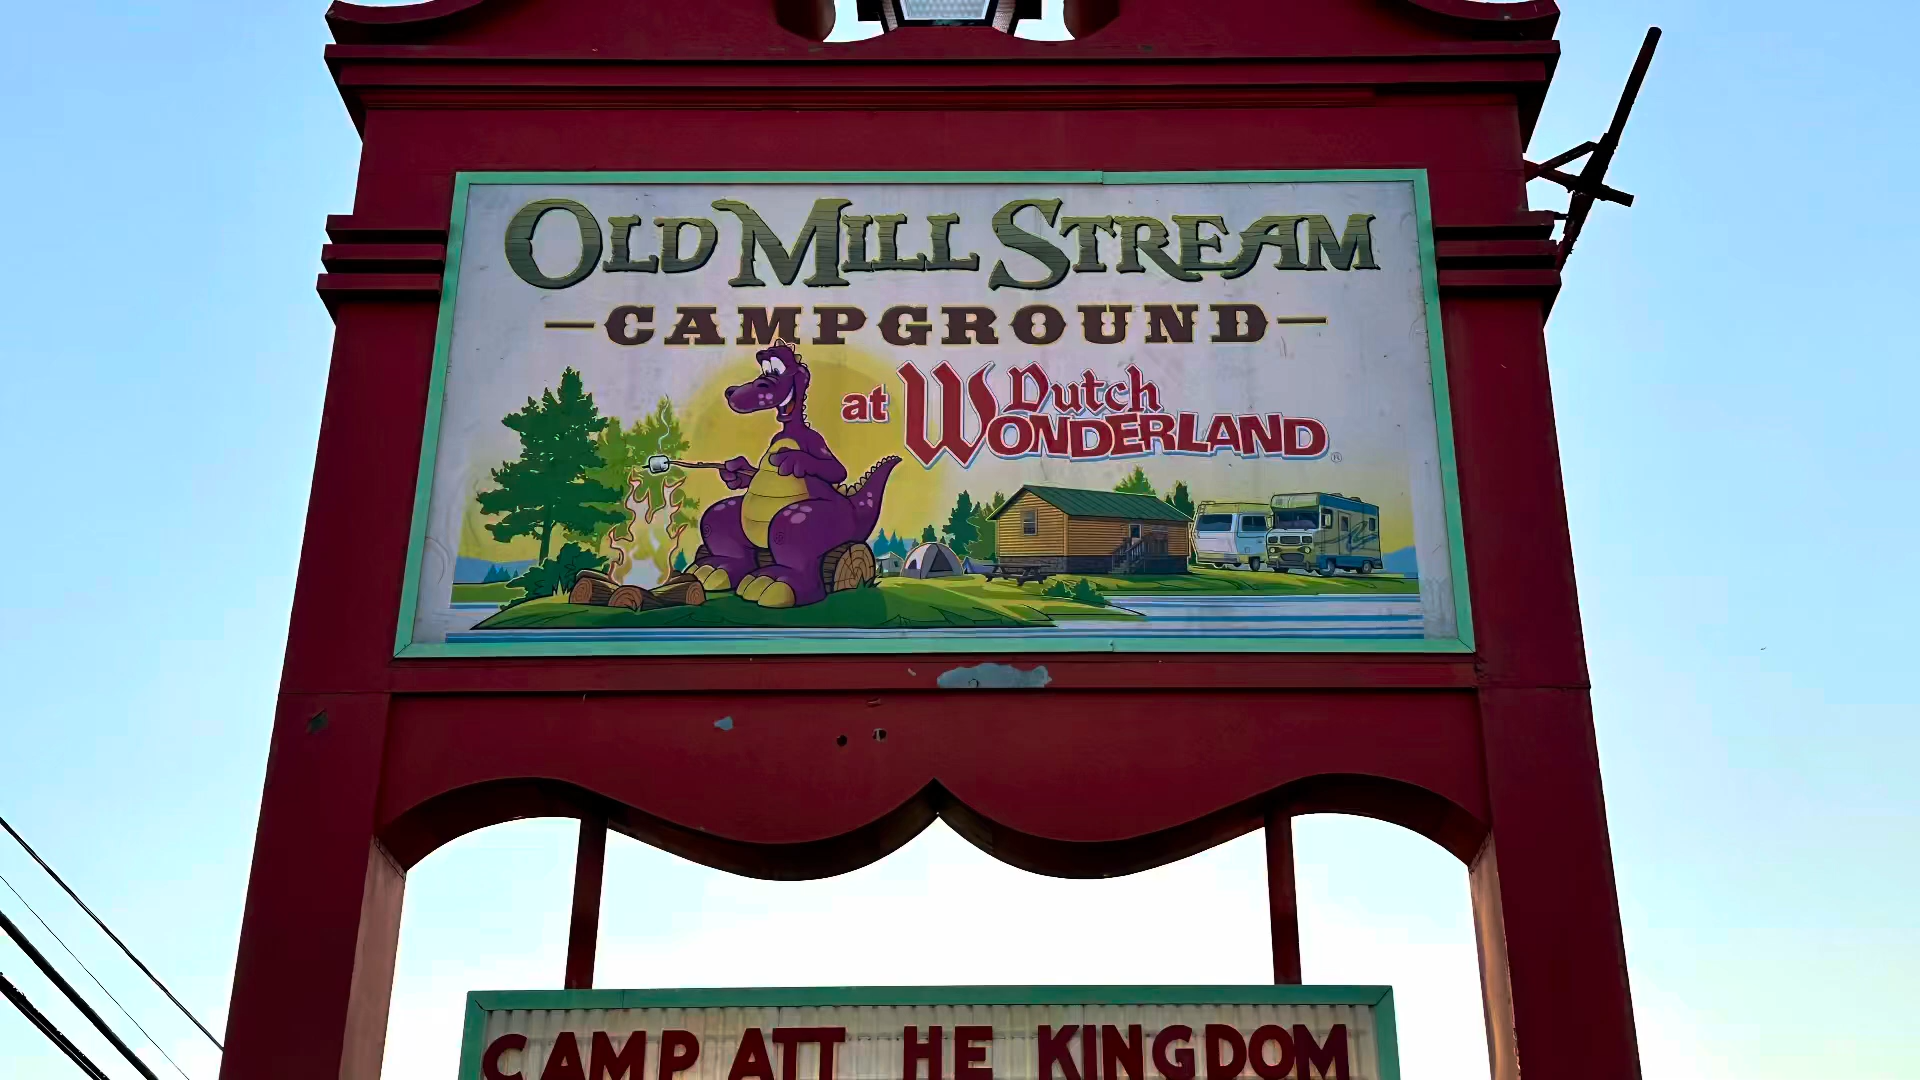 OLD MILL STREAM
CAMPGROUND
at Dutch
WONDERLAND®
CAMP ATT HE KINGDOM